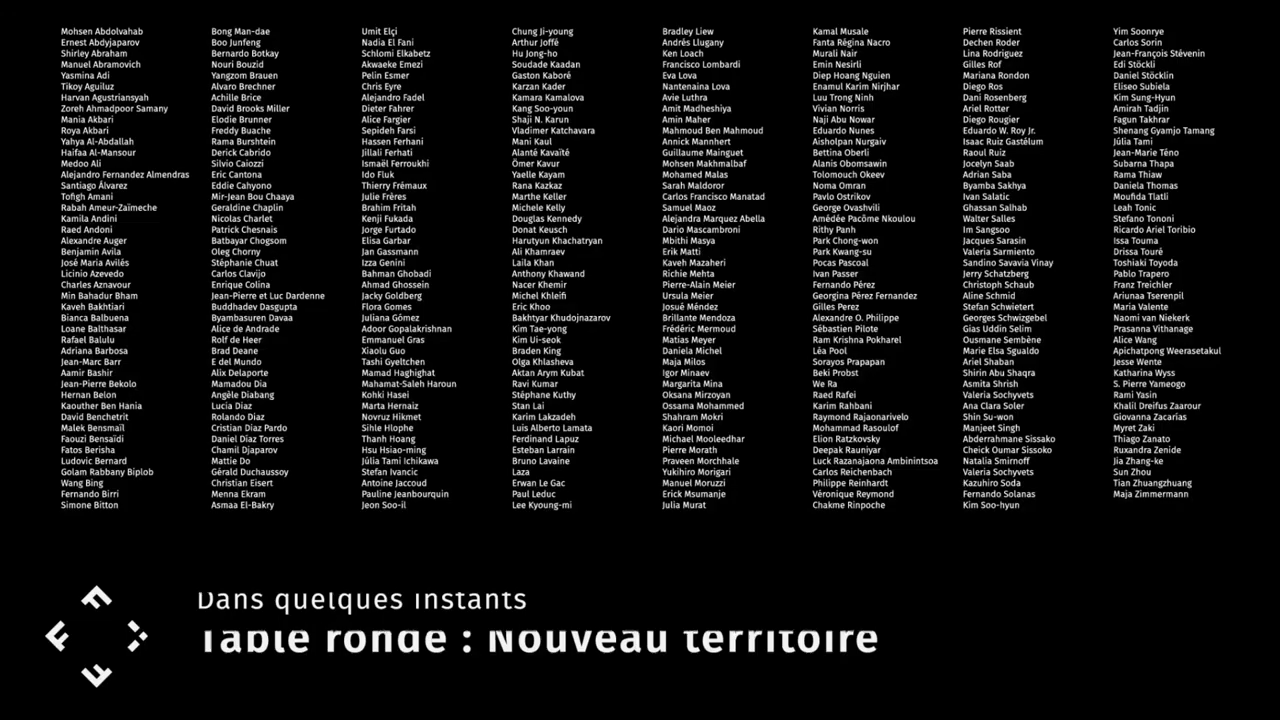 Mohsen Abdolvahab
Ernest Abdyjaparov
Shirley Abraham
Manuel Abramovich
Yasmina Adi
Tikoy Aguiluz
Harvan Agustriansyah
Zoreh Ahmadpoor Samany
Mania Akbari
Roya Akbari
Yahya Al-Abdallah
Haifaa Al-Mansour
Medoo Ali
Alejandro Fernandez Almendras
Santiago Álvarez
Tofigh Amani
Rabah Ameur-Zaïmeche
Kamila Andini
Raed Andoni
Alexandre Auger
Benjamin Avila
José Maria Avilés
Licinio Azevedo
Charles Aznavour
Min Bahadur Bham
Kaveh Bakhtiari
Bianca Balbuena
Loane Balthasar
Rafael Balulu
Adriana Barbosa
Jean-Marc Barr
Aamir Bashir
Jean-Pierre Bekolo
Hernan Belon
Kaouther Ben Hania
David Benchetrit
Malek Bensmaïl
Faouzi Bensaïdi
Fatos Berisha
Ludovic Bernard
Golam Rabbany Biplob
Wang Bing
Fernando Birri
Simone Bitton
Bong Man-dae
Boo Junfeng
Bernardo Botkay
Nouri Bouzid
Yangzom Brauen
Alvaro Brechner
Achille Brice
David Brooks Miller
Elodie Brunner
Freddy Buache
Rama Burshtein
Derick Cabrido
Silvio Caiozzi
Eric Cantona
Eddie Cahyono
Mir-Jean Bou Chaaya
Geraldine Chaplin
Nicolas Charlet
Patrick Chesnais
Batbayar Chogsom
Oleg Chorny
Stéphanie Chuat
Carlos Clavijo
Enrique Colina
Jean-Pierre et Luc Dardenne
Buddhadev Dasgupta
Byambasuren Davaa
Alice de Andrade
Rolf de Heer
Brad Deane
E del Mundo
Alix Delaporte
Mamadou Dia
Angèle Diabang
Lucia Diaz
Rolando Diaz
Cristian Diaz Pardo
Daniel Díaz Torres
Chamil Djaparov
Mattie Do
Gérald Duchaussoy
Christian Eisert
Menna Ekram
Asmaa El-Bakry
Umit Elçi
Nadia El Fani
Schlomi Elkabetz
Akwaeke Emezi
Pelin Esmer
Chris Eyre
Alejandro Fadel
Dieter Fahrer
Alice Fargier
Sepideh Farsi
Hassen Ferhani
Jillali Ferhati
Ismaël Ferroukhi
Ido Fluk
Thierry Frémaux
Julie Frères
Brahim Fritah
Kenji Fukada
Jorge Furtado
Elisa Garbar
Jan Gassmann
Izza Genini
Bahman Ghobadi
Ahmad Ghossein
Jacky Goldberg
Flora Gomes
Juliana Gómez
Adoor Gopalakrishnan
Emmanuel Gras
Xiaolu Guo
Tashi Gyeltchen
Mamad Haghighat
Mahamat-Saleh Haroun
Kohki Hasei
Marta Hernaiz
Novruz Hikmet
Sihle Hlophe
Thanh Hoang
Hsu Hsiao-ming
Júlia Tami Ichikawa
Stefan Ivancic
Antoine Jaccoud
Pauline Jeanbourquin
Jeon Soo-il
Chung Ji-young
Arthur Joffé
Hu Jong-ho
Soudade Kaadan
Gaston Kaboré
Karzan Kader
Kamara Kamalova
Kang Soo-youn
Shaji N. Karun
Vladimer Katchavara
Mani Kaul
Alanté Kavaïté
Ömer Kavur
Yaelle Kayam
Rana Kazkaz
Marthe Keller
Michele Kelly
Douglas Kennedy
Donat Keusch
Harutyun Khachatryan
Ali Khamraev
Laïla Khan
Anthony Khawand
Nacer Khemir
Michel Khleifi
Eric Khoo
Bakhtyar Khudojnazarov
Kim Tae-yong
Kim Ui-seok
Braden King
Olga Khlasheva
Aktan Arym Kubat
Ravi Kumar
Stéphane Kuthy
Stan Lai
Karim Lakzadeh
Luis Alberto Lamata
Ferdinand Lapuz
Esteban Larrain
Bruno Lavaine
Laza
Erwan Le Gac
Paul Leduc
Lee Kyoung-mi
Bradley Liew
Andrés Llugany
Ken Loach
Francisco Lombardi
Eva Lova
Nantenaina Lova
Avie Luthra
Amit Madheshiya
Amin Maher
Mahmoud Ben Mahmoud
Annick Mannhert
Guillaume Mainguet
Mohsen Makhmalbaf
Mohamed Malas
Sarah Maldoror
Carlos Francisco Manatad
Samuel Maoz
Alejandra Marquez Abella
Dario Mascambroni
Mbithi Masya
Erik Matti
Kaveh Mazaheri
Richie Mehta
Pierre-Alain Meier
Ursula Meier
Josué Méndez
Brillante Mendoza
Frédéric Mermoud
Matias Meyer
Daniela Michel
Maja Milos
Igor Minaev
Margarita Mina
Oksana Mirzoyan
Ossama Mohammed
Shahram Mokri
Kaori Momoi
Michael Mooleedhar
Pierre Morath
Praveen Morchhale
Yukihiro Morigari
Manuel Moruzzi
Erick Msumanje
Julia Murat
Kamal Musale
Fanta Régina Nacro
Murali Nair
Emin Nesirli
Diep Hoang Nguien
Enamul Karim Nirjhar
Luu Trong Ninh
Vivian Norris
Naji Abu Nowar
Eduardo Nunes
Aisholpan Nurgaiv
Bettina Oberli
Alanis Obomsawin
Tolomouch Okeev
Noma Omran
Pavlo Ostrikov
George Ovashvili
Amédée Pacôme Nkoulou
Rithy Panh
Park Chong-won
Park Kwang-su
Pocas Pascoal
Ivan Passer
Fernando Pérez
Georgina Pérez Fernandez
Gilles Perez
Alexandre O. Philippe
Sébastien Pilote
Ram Krishna Pokharel
Léa Pool
Sorayos Prapapan
Beki Probst
We Ra
Raed Rafei
Karim Rahbani
Raymond Rajaonarivelo
Mohammad Rasoulof
Elion Ratzkovsky
Deepak Rauniyar
Luck Razanajaona Ambinintsoa
Carlos Reichenbach
Philippe Reinhardt
Véronique Reymond
Chakme Rinpoche
Pierre Rissient
Dechen Roder
Lina Rodriguez
Gilles Rof
Mariana Rondon
Diego Ros
Dani Rosenberg
Ariel Rotter
Diego Rougier
Eduardo W. Roy Jr.
Isaac Ruiz Gastélum
Raoul Ruiz
Jocelyn Saab
Adrian Saba
Byamba Sakhya
Ivan Salatic
Ghassan Salhab
Walter Salles
Im Sangsoo
Jacques Sarasin
Valeria Sarmiento
Sandino Savavia Vinay
Jerry Schatzberg
Christoph Schaub
Aline Schmid
Stefan Schwietert
Georges Schwizgebel
Gias Uddin Selim
Ousmane Sembène
Marie Elsa Sgualdo
Ariel Shaban
Shirin Abu Shaqra
Asmita Shrish
Valeria Sochyvets
Ana Clara Soler
Shin Su-won
Manjeet Singh
Abderrahmane Sissako
Cheick Oumar Sissoko
Natalia Smirnoff
Valeria Sochyvets
Kazuhiro Soda
Fernando Solanas
Kim Soo-hyun
Yim Soonrye
Carlos Sorin
Jean-François Stévenin
Edi Stöckli
Daniel Stöcklin
Eliseo Subiela
Kim Sung-Hyun
Amirah Tadjin
Fagun Takhrar
Shenang Gyamjo Tamang
Júlia Tami
Jean-Marie Téno
Subarna Thapa
Rama Thiaw
Daniela Thomas
Moufida Tlatli
Leah Tonic
Stefano Tononi
Ricardo Ariel Toribio
Issa Touma
Drissa Touré
Toshiaki Toyoda
Pablo Trapero
Franz Treichler
Ariunaa Tserenpil
Maria Valente
Naomi van Niekerk
Prasanna Vithanage
Alice Wang
Apichatpong Weerasetakul
Jesse Wente
Katharina Wyss
S. Pierre Yameogo
Rami Yasin
Khalil Dreifus Zaarour
Giovanna Zacarías
Myret Zaki
Thiago Zanato
Ruxandra Zenide
Jia Zhang-ke
Sun Zhou
Tian Zhuangzhuang
Maja Zimmermann
Dans quelques instants
Table ronde : Nouveau territoire